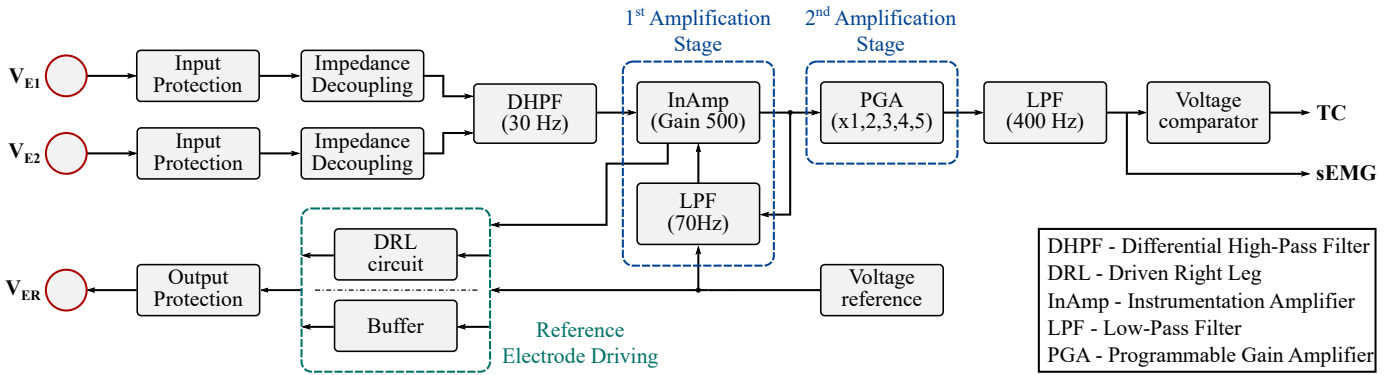 1st Amplification
Stage
2nd Amplification
Stage
VE1
Input
Protection
Impedance
Decoupling
DHPF
(30 Hz)
InAmp
(Gain 500)
PGA
(x1,2,3,4,5)
LPF
(400 Hz)
Voltage
comparator
TC
VE2
Input
Protection
Impedance
Decoupling
sEMG
LPF
(70Hz)
DRL
circuit
VER
Output
Protection
Buffer
Voltage
reference
Reference
Electrode Driving
DHPF - Differential High-Pass Filter
DRL - Driven Right Leg
InAmp - Instrumentation Amplifier
LPF - Low-Pass Filter
PGA - Programmable Gain Amplifier